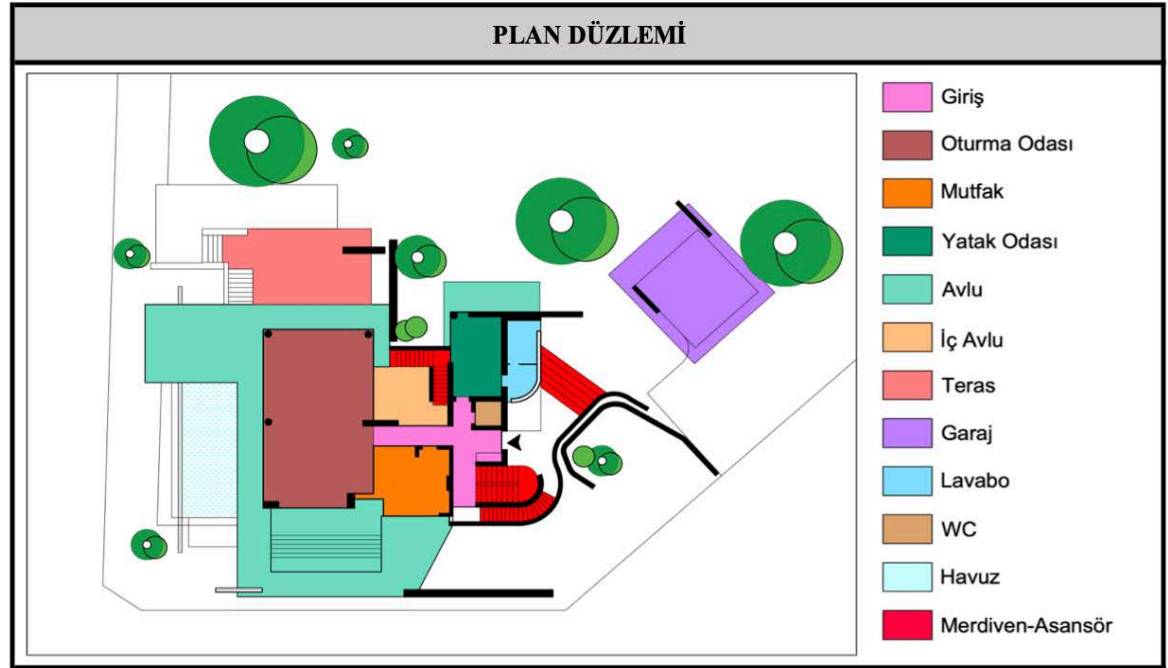 PLAN DÜZLEMİ
Giriş
Oturma Odası
Mutfak
Yatak Odası
Avlu
İç Avlu
Teras
Garaj
Lavabo
WC
Havuz
Merdiven-Asansör